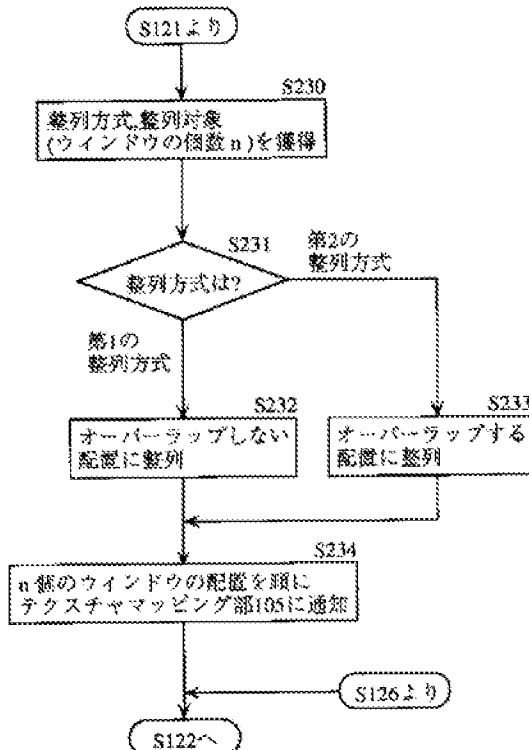 S121より
S230
整列方式,整列対象
(ウィンドウの個数n)を獲得
S231
整列方式は?
第2の
整列方式
第1の
整列方式
S232
オーバーラップしない
配置に整列
S233
オーバーラップする
配置に整列
S234
n個のウィンドウの配置を順に
テクスチャマッピング部105に通知
S126より
S122へ